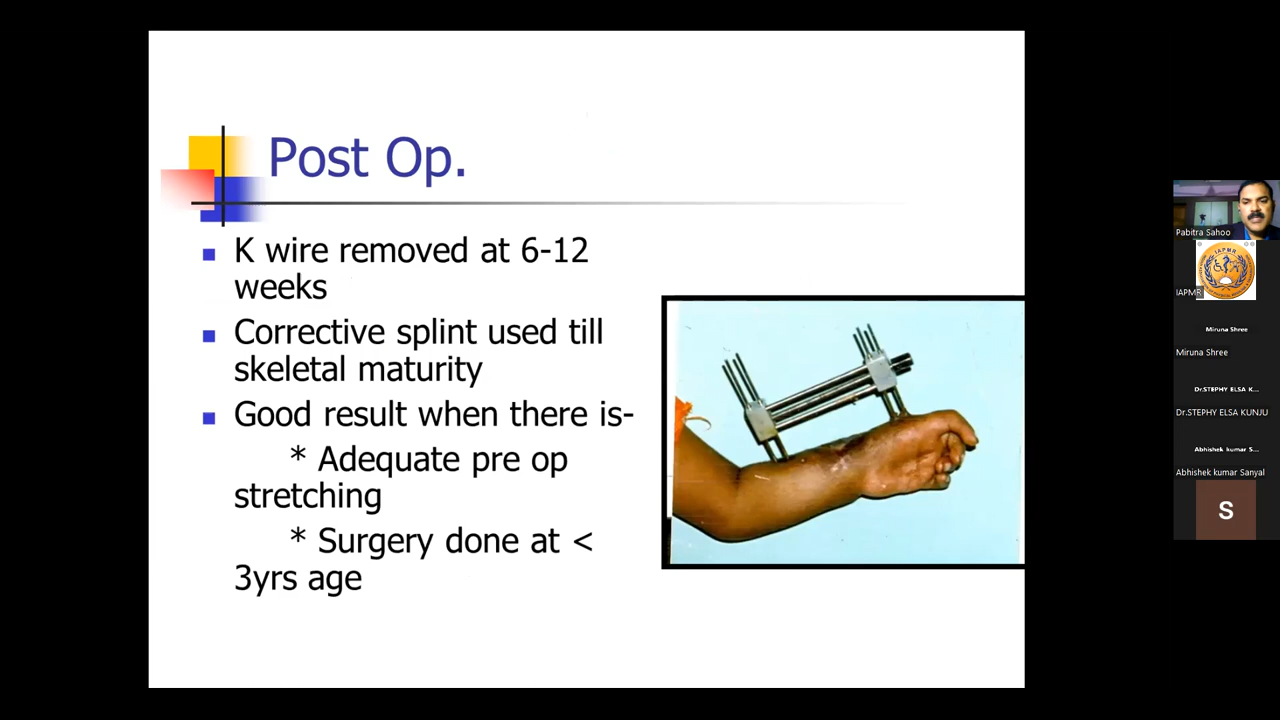 Post Op.
K wire removed at 6-12
weeks
Corrective splint used till
skeletal maturity
Good result when there is-
* Adequate pre op
stretching
* Surgery done at <
3yrs age
Pabitra Sahoo
IAPMR
IAPMR
Miruna Shree
Miruna Shree
Dr.STEPHY ELSA K...
Dr.STEPHY ELSA KUNJU
Abhishek kumar S...
Abhishek kumar Sanyal
S